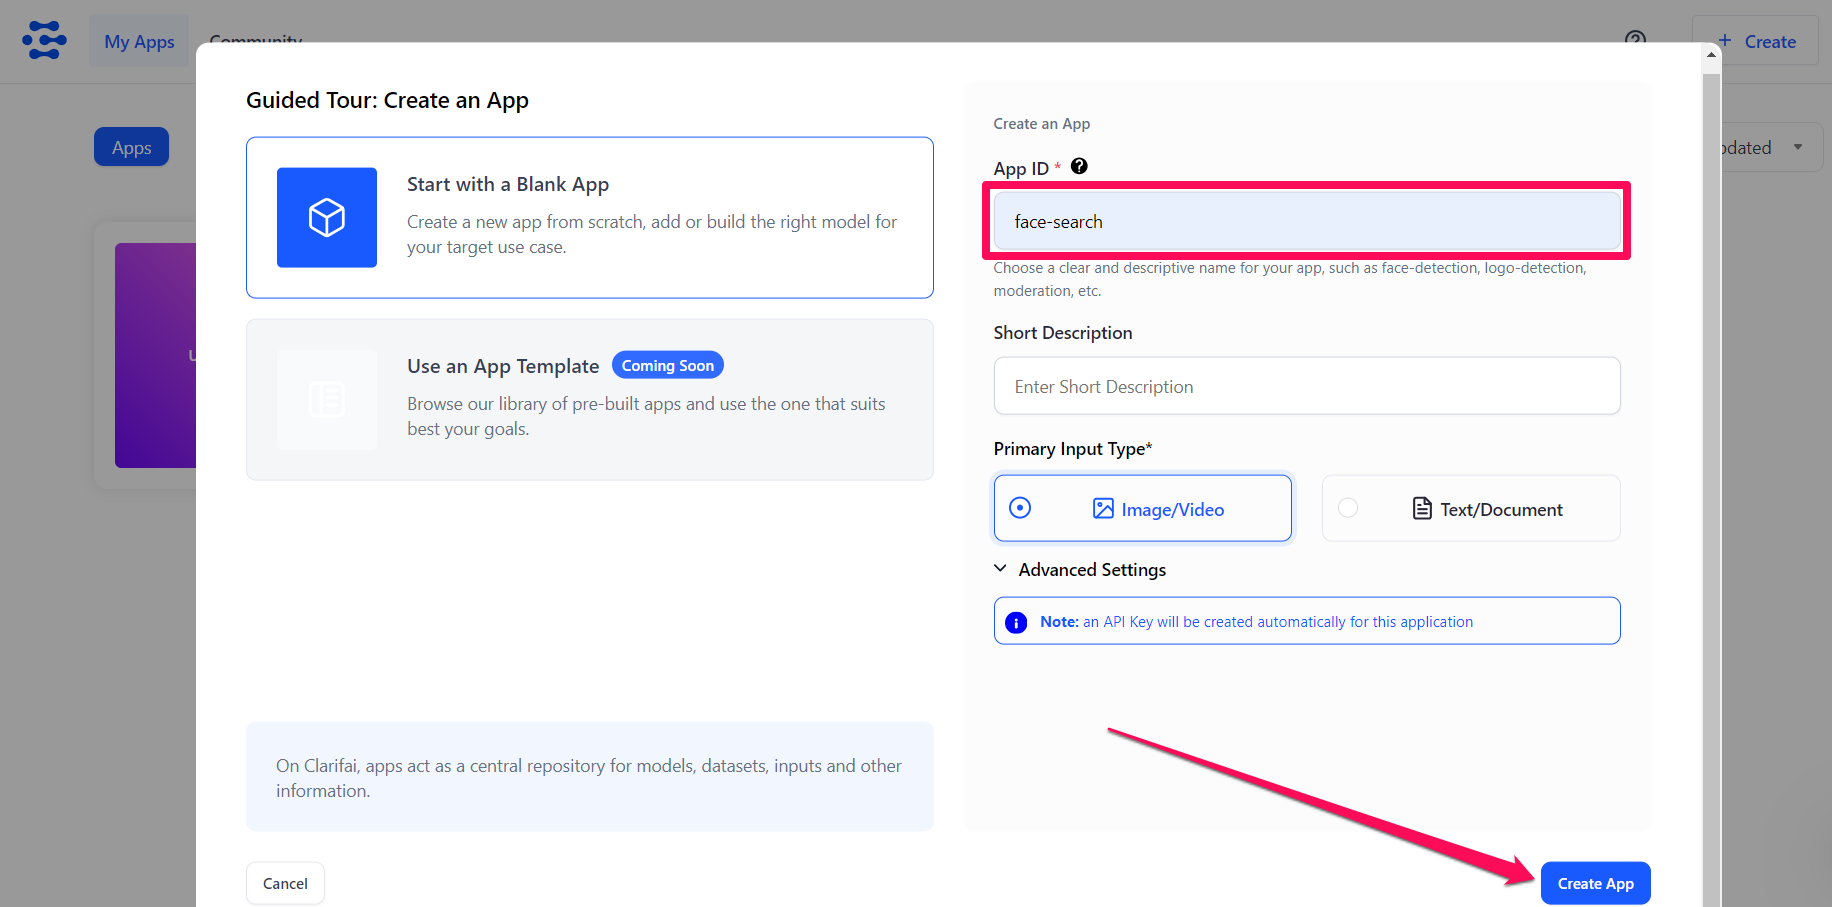 My Apps
Community
Create
Apps
Guided Tour: Create an App
Start with a Blank App
Create a new app from scratch, add or build the right model for
your target use case.
Use an App Template
Coming Soon
Browse our library of pre-built apps and use the one that suits
best your goals.
On Clarifai, apps act as a central repository for models, datasets, inputs and other
information.
Cancel
Create an App
App ID *
face-search
Choose a clear and descriptive name for your app, such as face-detection, logo-detection,
moderation, etc.
Short Description
Enter Short Description
Primary Input Type*
Image/Video
Text/Document
Advanced Settings
Note: an API Key will be created automatically for this application
Create App